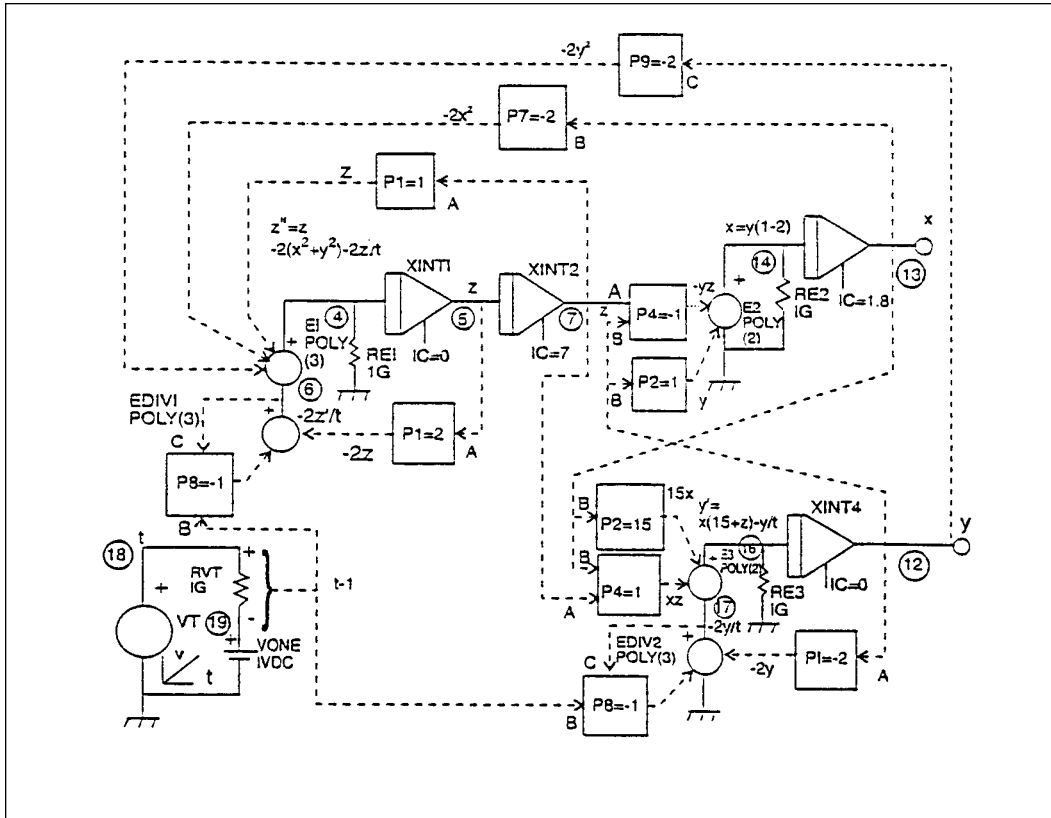 -2y²
P9=-2
C
-2x²
P7=-2
B
z
P1=1
A
z"=z
-2(x²+y²)-2z/t
x=y(1-2)
x
XINT1
XINT2
z
A
-yz
14
13
4
5
7
z
P4=-1
E2
POLY
(2)
RE2
1G
IC=1.8
E1
POLY
(3)
RE1
1G
IC=0
IC=7
B
6
P2=1
B
y
EDIV1
POLY(3)
-2z'/t
P1=2
C
-2z
A
P8=-1
B
15x
y'=
x(15+z)-y/t
XINT4
B
P2=15
y
18
t
16
E3
POLY(2)
12
RVT
1G
t-1
B
P4=1
A
xz
17
RE3
1G
IC=0
VT
19
VONE
1VDC
v
t
-2y/t
EDIV2
POLY(3)
C
P1=-2
-2y
A
P8=-1
B